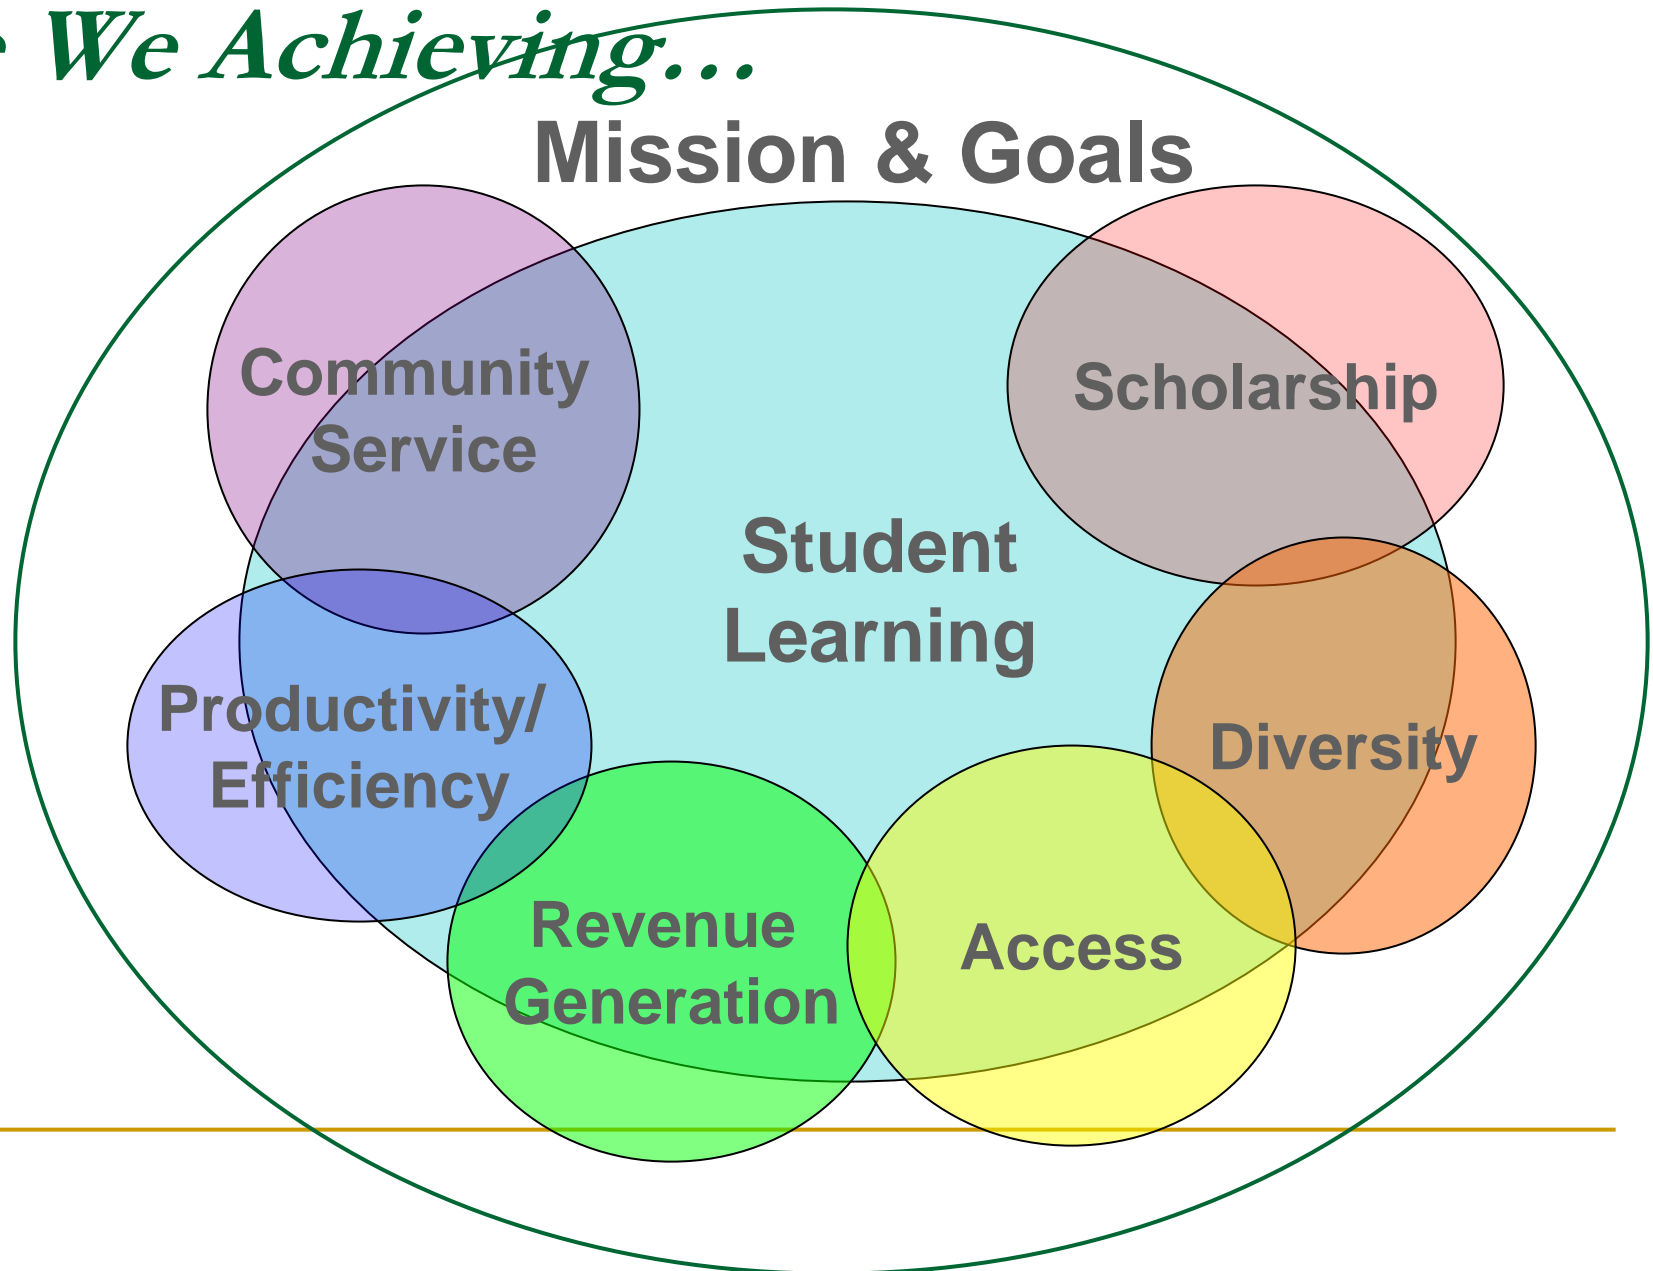 We Achieving...
Mission & Goals
Community
Service
Scholarship
Student
Learning
Productivity/
Efficiency
Diversity
Revenue
Generation
Access